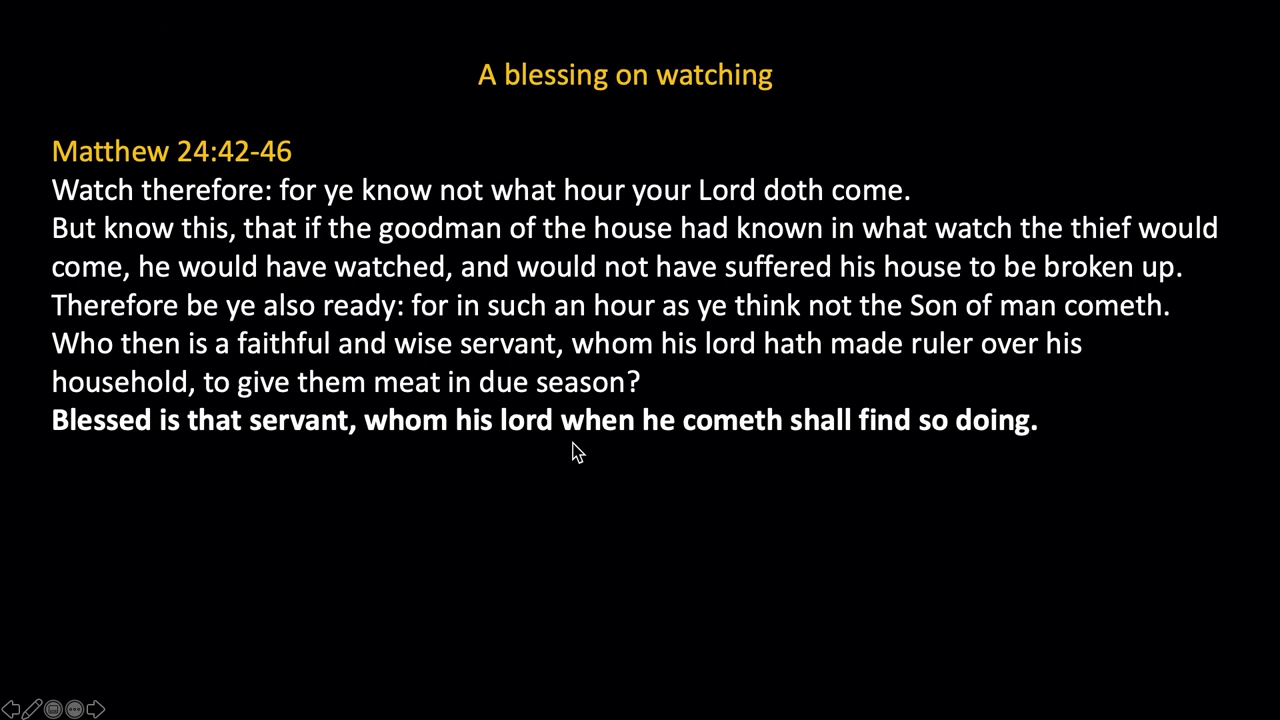 A blessing on watching
Matthew 24:42-46
Watch therefore: for ye know not what hour your Lord doth come.
But know this, that if the goodman of the house had known in what watch the thief would
come, he would have watched, and would not have suffered his house to be broken up.
Therefore be ye also ready: for in such an hour as ye think not the Son of man cometh.
Who then is a faithful and wise servant, whom his lord hath made ruler over his
household, to give them meat in due season?
Blessed is that servant, whom his lord when he cometh shall find so doing.